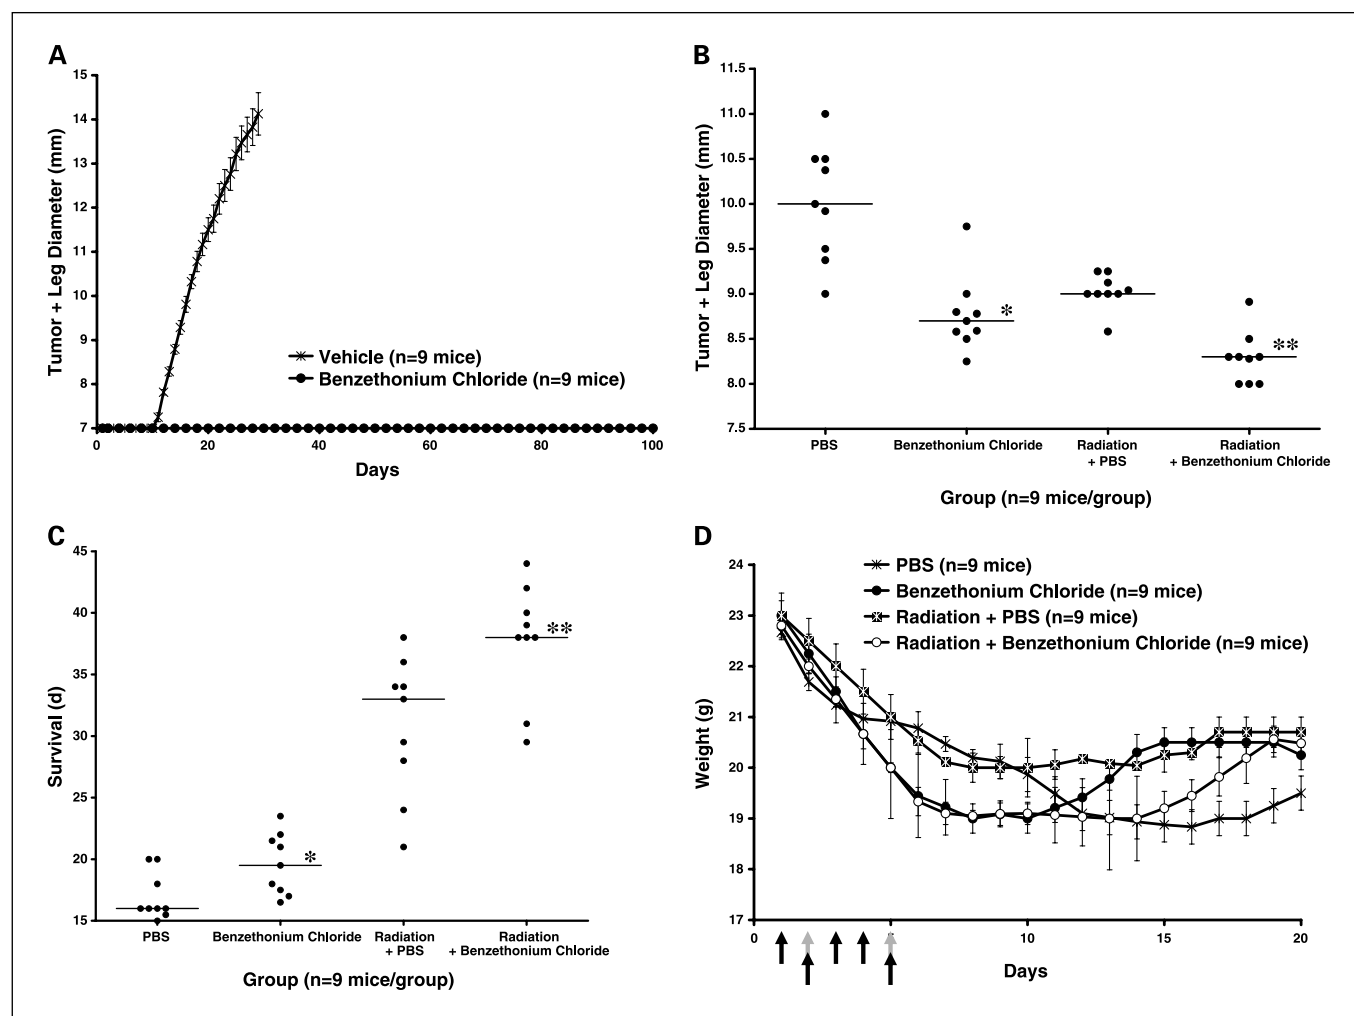 A
15
14
13
12
11
10
9
8
7
Tumor + Leg Diameter (mm)
Vehicle (n=9 mice)
Benzethonium Chloride (n=9 mice)
0 20 40 60 80 100
Days
B
11.5
11.0
10.5
10.0
9.5
9.0
8.5
8.0
7.5
Tumor + Leg Diameter (mm)
*
**
PBS Benzethonium Chloride Radiation Radiation
+ PBS + Benzethonium Chloride
Group (n=9 mice/group)
C
45
40
35
30
25
20
15
Survival (d)
*
**
PBS Benzethonium Chloride Radiation Radiation
+ PBS + Benzethonium Chloride
Group (n=9 mice/group)
D
24
23
22
21
20
19
18
17
Weight (g)
PBS (n=9 mice)
Benzethonium Chloride (n=9 mice)
Radiation + PBS (n=9 mice)
Radiation + Benzethonium Chloride (n=9 mice)
0 10 15 20
Days